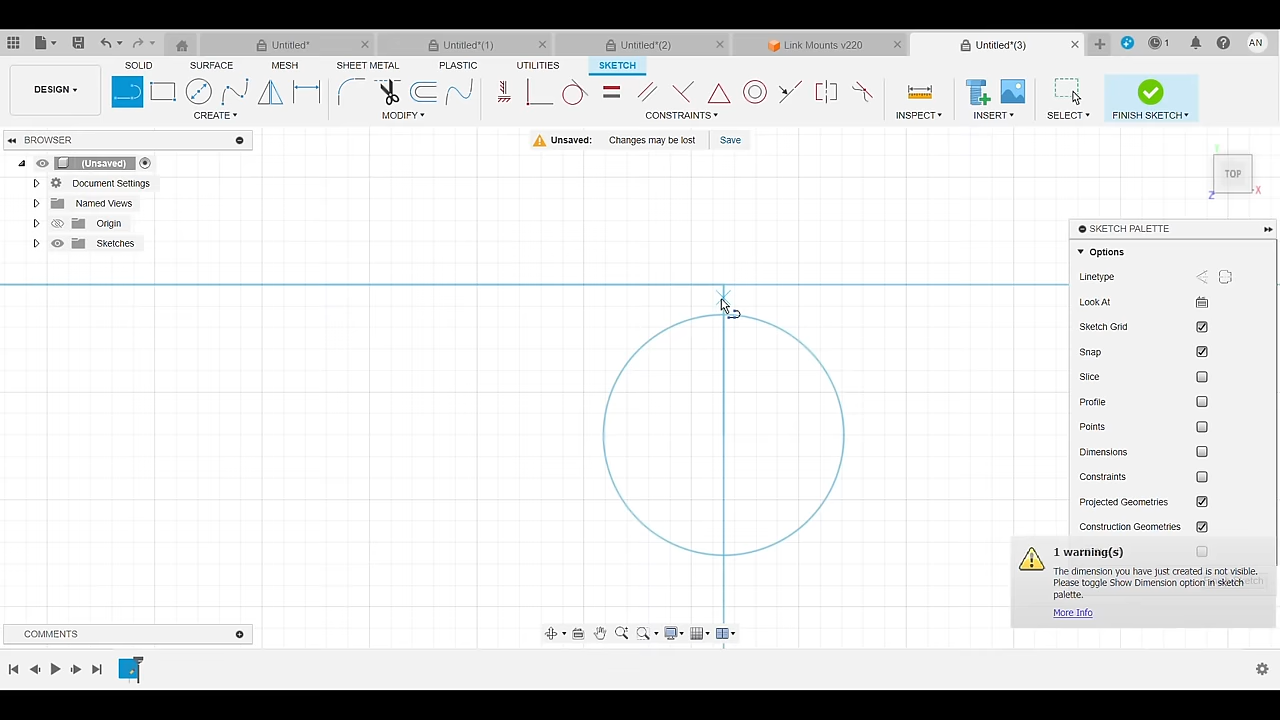 Untitled*
Untitled*(1)
Untitled*(2)
Link Mounts v220
Untitled*(3)
1
AN
DESIGN
SOLID
SURFACE
MESH
SHEET METAL
PLASTIC
UTILITIES
SKETCH
CREATE
MODIFY
CONSTRAINTS
INSPECT
INSERT
SELECT
FINISH SKETCH
BROWSER
Unsaved: Changes may be lost Save
(Unsaved)
Document Settings
Named Views
Origin
Sketches
TOP
Y
X
Z
SKETCH PALETTE
Options
Linetype
Look At
Sketch Grid
Snap
Slice
Profile
Points
Dimensions
Constraints
Projected Geometries
Construction Geometries
1 warning(s)
The dimension you have just created is not visible.
Please toggle Show Dimension option in sketch
palette.
More Info
COMMENTS